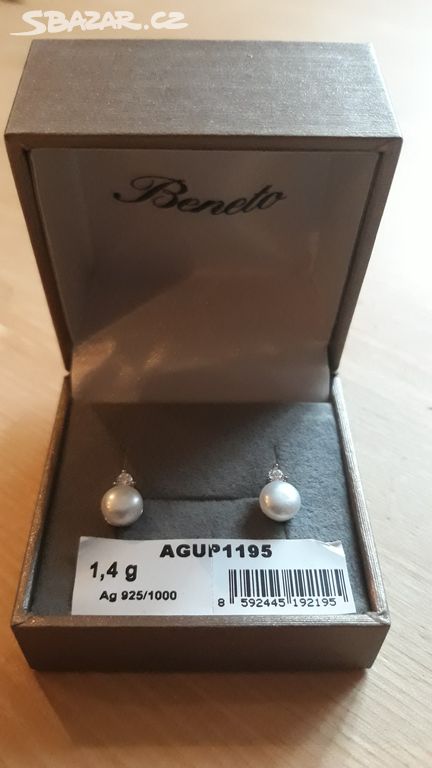 SBAZAR.CZ
Beneto
AGUP1195
1,4 g
Ag 925/1000
8 592445 192195